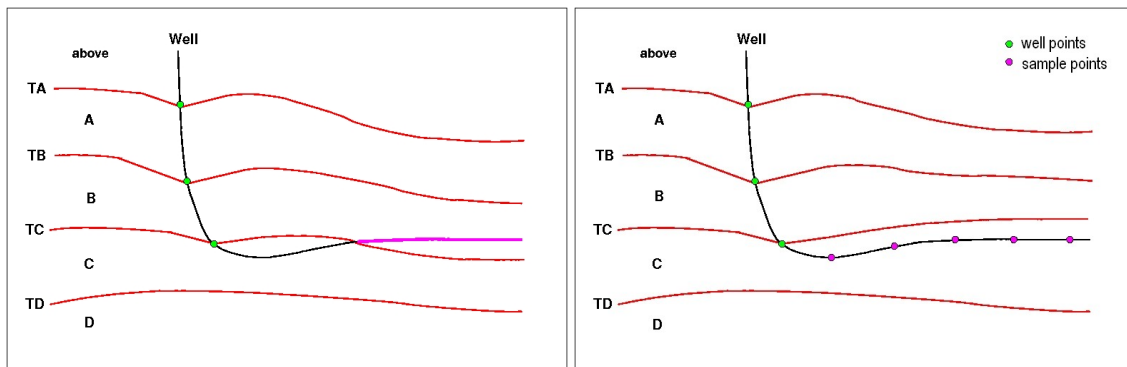 Well
above
TA
A
TB
B
TC
C
TD
D
Well
above
well points
sample points
TA
A
TB
B
TC
C
TD
D